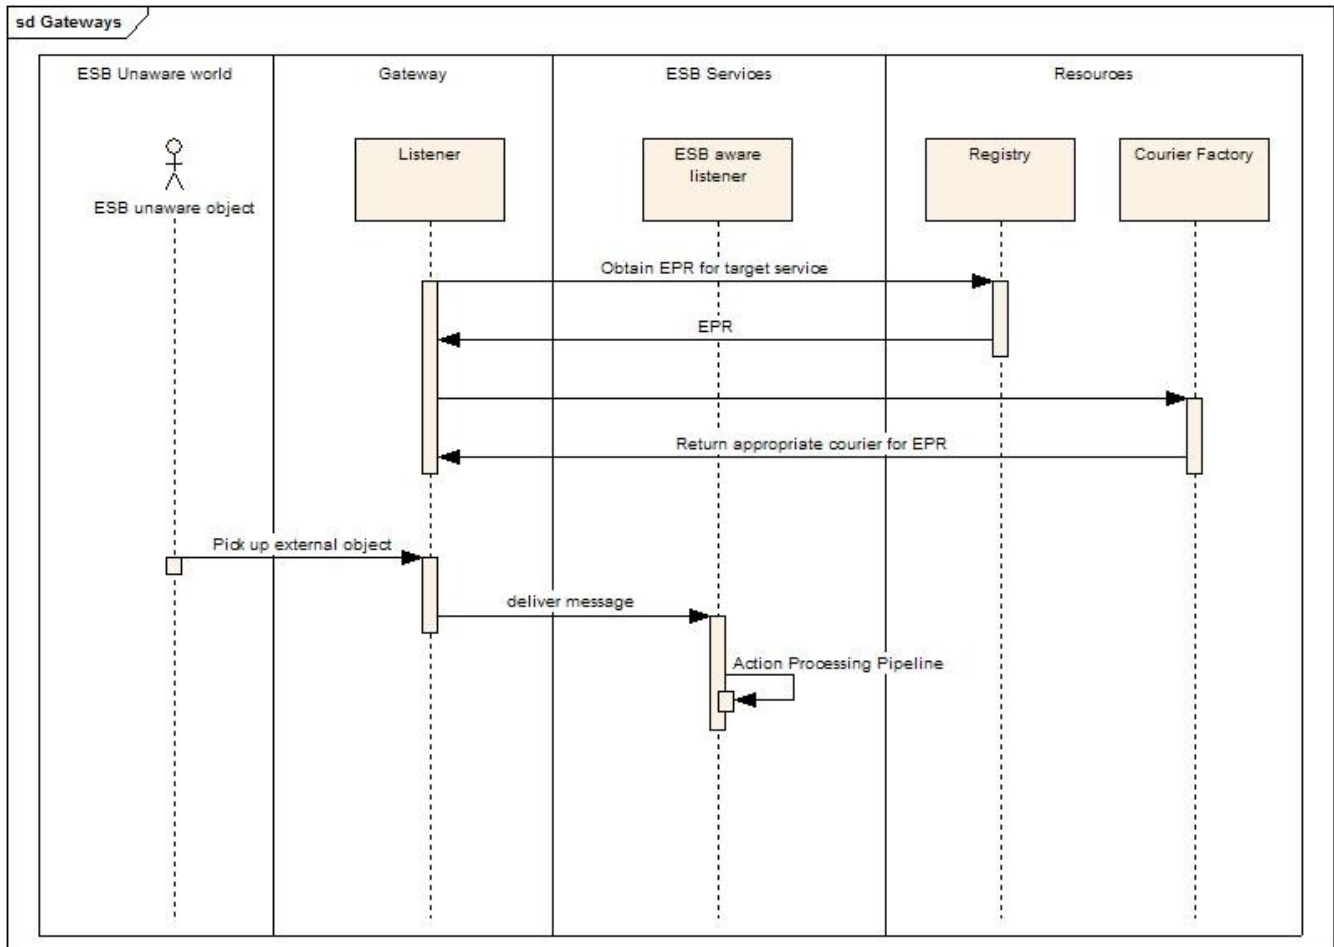 sd Gateways
ESB Unaware world
Gateway
ESB Services
Resources
ESB unaware object
Listener
ESB aware
listener
Registry
Courier Factory
Obtain EPR for target service
EPR
Return appropriate courier for EPR
Pick up external object
deliver message
Action Processing Pipeline